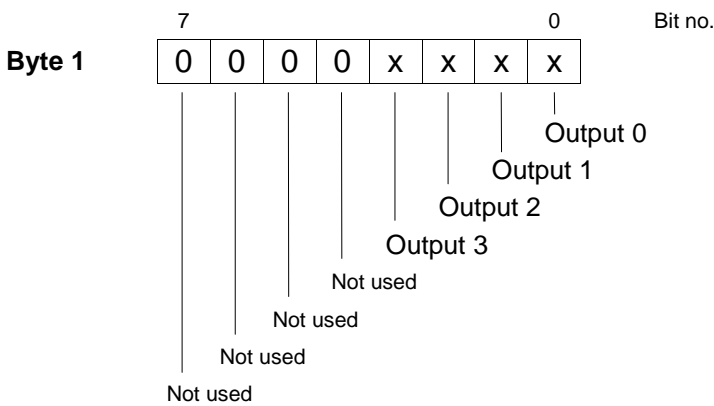 7 0 Bit no.
Byte 1 0 0 0 0 x x x x
Output 0
Output 1
Output 2
Output 3
Not used
Not used
Not used
Not used